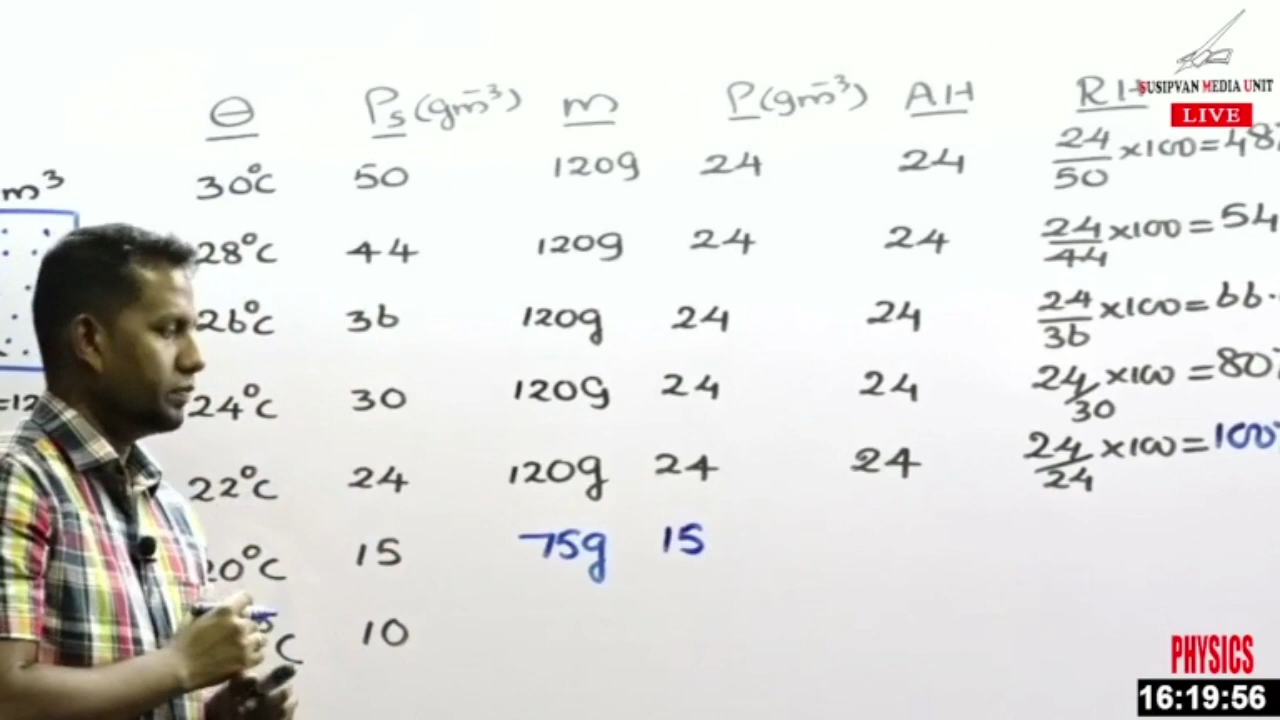 SUSIPVAN MEDIA UNIT
LIVE
θ Ps(gm⁻³) m ρ(gm⁻³) AH RH
m³
30°C 50 120g 24 24 24/50 ×100=48%
28°C 44 120g 24 24 24/44 ×100=54
26°C 36 120g 24 24 24/36 ×100=66.
24°C 30 120g 24 24 24/30 ×100=80%
=12
22°C 24 120g 24 24 24/24 ×100=100%
20°C 15 75g 15
°C 10
PHYSICS
16:19:56